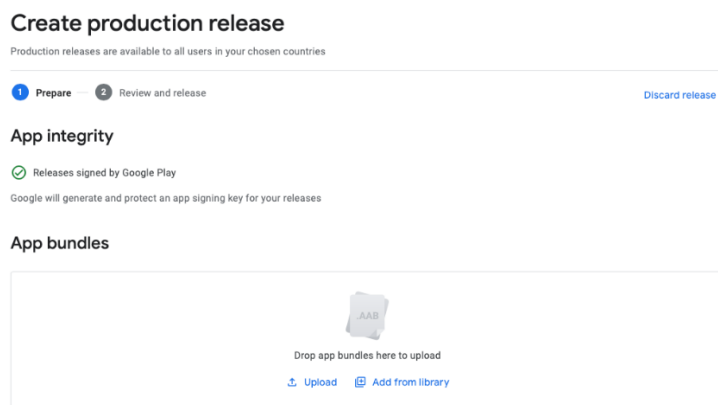 Create production release
Production releases are available to all users in your chosen countries
1 Prepare 2 Review and release
Discard release
App integrity
Releases signed by Google Play
Google will generate and protect an app signing key for your releases
App bundles
.AAB
Drop app bundles here to upload
Upload Add from library